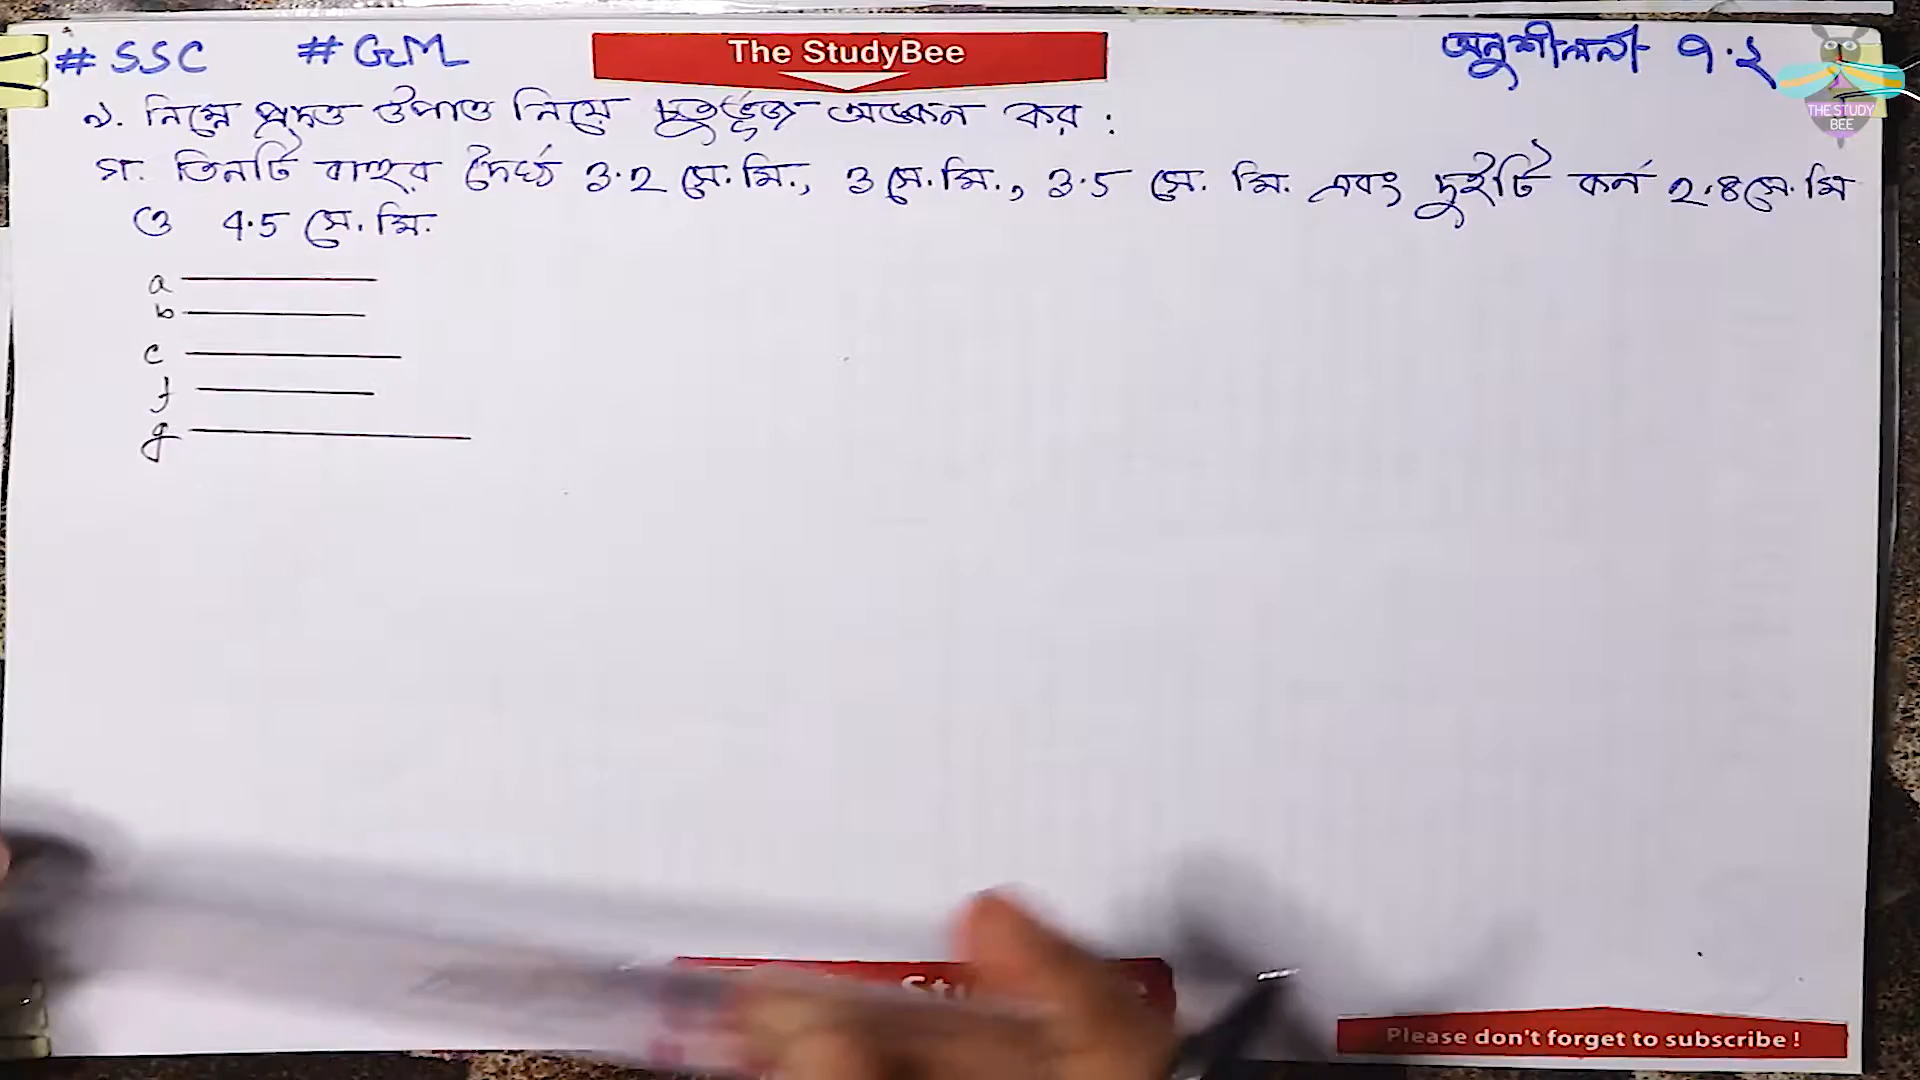 # SSC # GM The StudyBee অনুশীলনী ৭.২
THE STUDY
BEE
৯. নিম্নে প্রদত্ত উপাত্ত নিয়ে চতুর্ভুজ অঙ্কন কর :
গ. তিনটি বাহুর দৈর্ঘ্য 3.2 সে.মি., 3 সে.মি., 3.5 সে. মি. এবং দুইটি কর্ন 2.8 সে.মি
ও 4.5 সে.মি.
a
b
c
f
g
Please don't forget to subscribe !